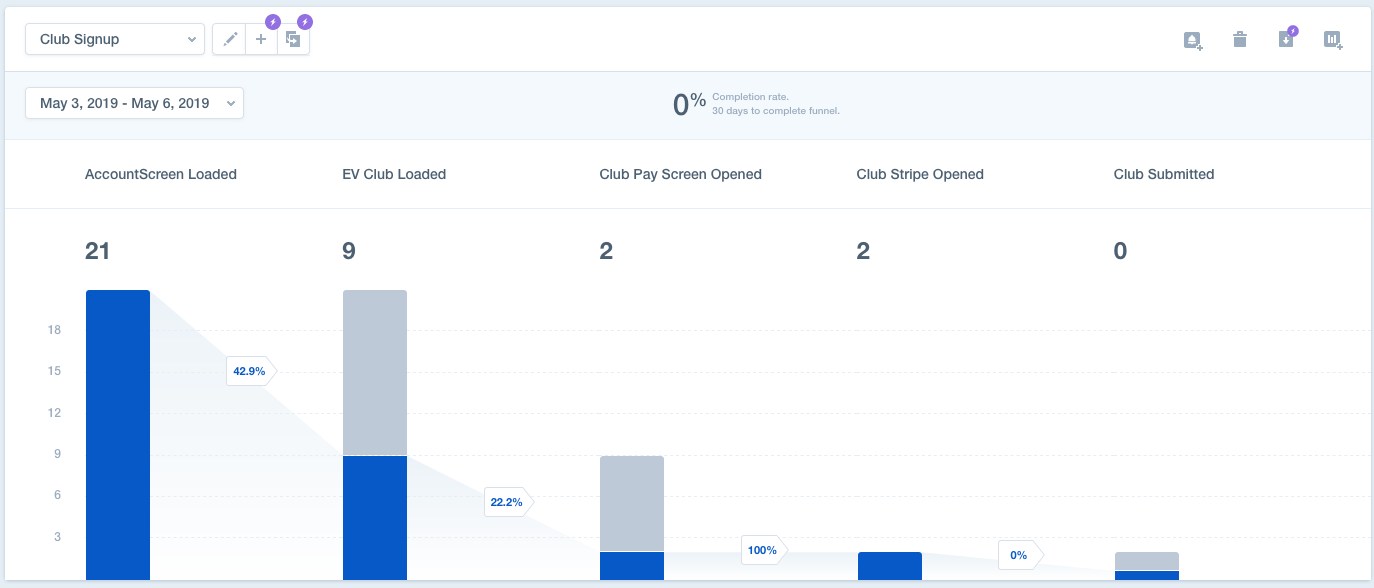 Club Signup
May 3, 2019 - May 6, 2019
0%
Completion rate.
30 days to complete funnel.
AccountScreen Loaded
EV Club Loaded
Club Pay Screen Opened
Club Stripe Opened
Club Submitted
21
9
2
2
0
18
15
12
9
6
3
42.9%
22.2%
100%
0%